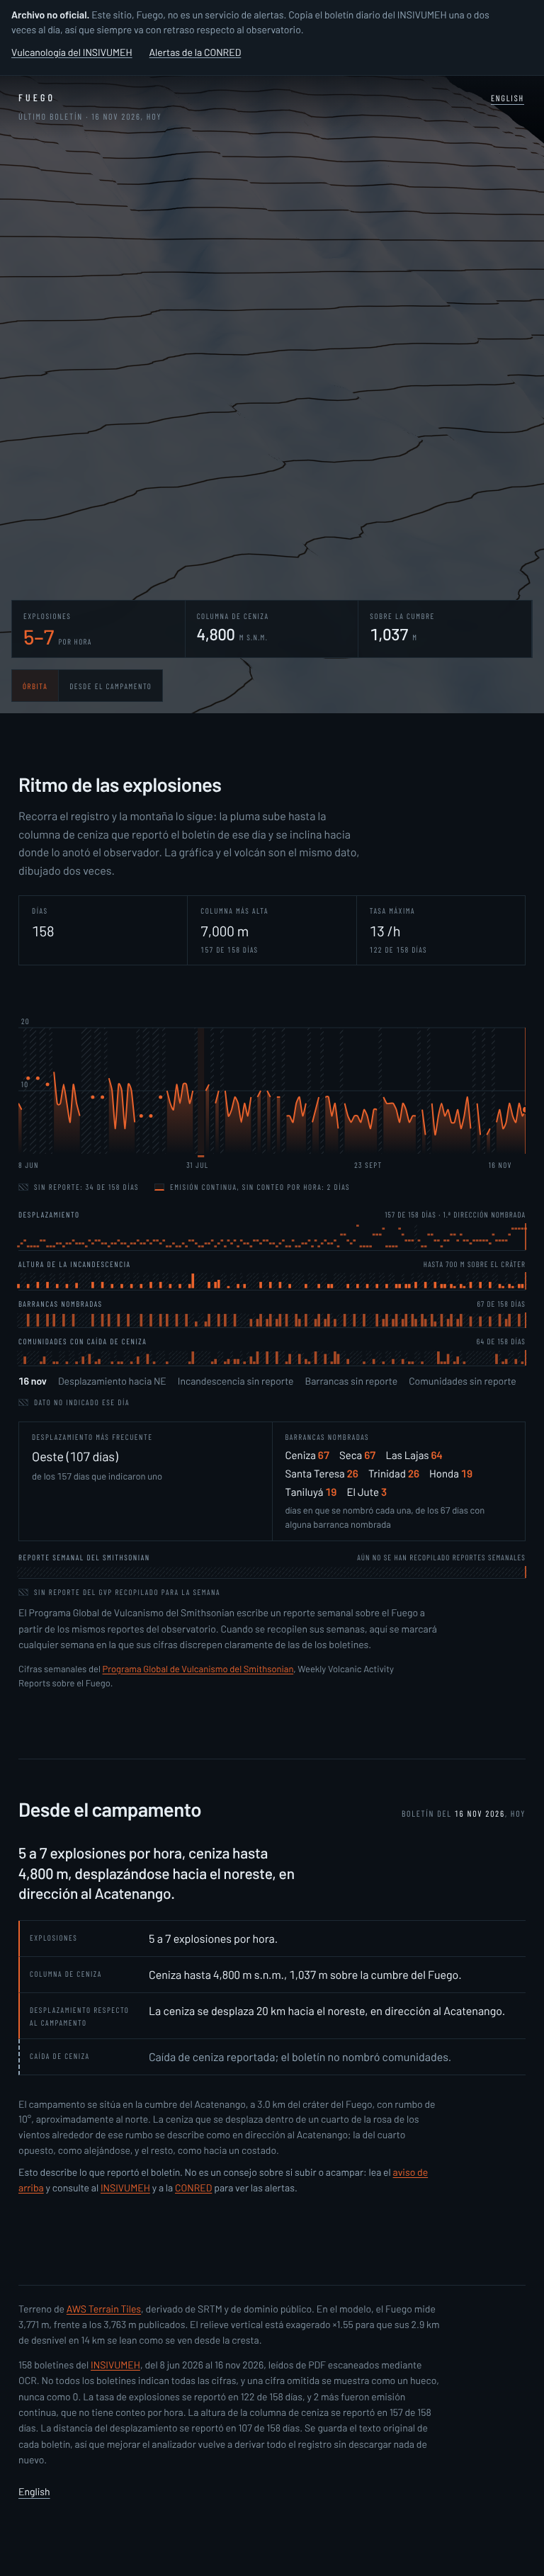 Archivo no oficial. Este sitio, Fuego, no es un servicio de alertas. Copia el boletín diario del INSIVUMEH una o dos
veces al día, así que siempre va con retraso respecto al observatorio.
Vulcanología del INSIVUMEH Alertas de la CONRED
FUEGO
ENGLISH
ÚLTIMO BOLETÍN · 16 NOV 2026, HOY
EXPLOSIONES
5–7 POR HORA
COLUMNA DE CENIZA
4,800 M S.N.M.
SOBRE LA CUMBRE
1,037 M
ÓRBITA
DESDE EL CAMPAMENTO
Ritmo de las explosiones
Recorra el registro y la montaña lo sigue: la pluma sube hasta la
columna de ceniza que reportó el boletín de ese día y se inclina hacia
donde lo anotó el observador. La gráfica y el volcán son el mismo dato,
dibujado dos veces.
DÍAS
158
COLUMNA MÁS ALTA
7,000 m
157 DE 158 DÍAS
TASA MÁXIMA
13 /h
122 DE 158 DÍAS
20
10
8 JUN 31 JUL 23 SEPT 16 NOV
SIN REPORTE: 34 DE 158 DÍAS EMISIÓN CONTINUA, SIN CONTEO POR HORA: 2 DÍAS
DESPLAZAMIENTO 157 DE 158 DÍAS · 1.ª DIRECCIÓN NOMBRADA
ALTURA DE LA INCANDESCENCIA HASTA 700 M SOBRE EL CRÁTER
BARRANCAS NOMBRADAS 67 DE 158 DÍAS
COMUNIDADES CON CAÍDA DE CENIZA 64 DE 158 DÍAS
16 nov Desplazamiento hacia NE Incandescencia sin reporte Barrancas sin reporte Comunidades sin reporte
DATO NO INDICADO ESE DÍA
DESPLAZAMIENTO MÁS FRECUENTE
Oeste (107 días)
de los 157 días que indicaron uno
BARRANCAS NOMBRADAS
Ceniza 67 Seca 67 Las Lajas 64
Santa Teresa 26 Trinidad 26 Honda 19
Taniluyá 19 El Jute 3
días en que se nombró cada una, de los 67 días con
alguna barranca nombrada
REPORTE SEMANAL DEL SMITHSONIAN AÚN NO SE HAN RECOPILADO REPORTES SEMANALES
SIN REPORTE DEL GVP RECOPILADO PARA LA SEMANA
El Programa Global de Vulcanismo del Smithsonian escribe un reporte semanal sobre el Fuego a
partir de los mismos reportes del observatorio. Cuando se recopilen sus semanas, aquí se marcará
cualquier semana en la que sus cifras discrepen claramente de las de los boletines.
Cifras semanales del Programa Global de Vulcanismo del Smithsonian, Weekly Volcanic Activity
Reports sobre el Fuego.
Desde el campamento
BOLETÍN DEL 16 NOV 2026, HOY
5 a 7 explosiones por hora, ceniza hasta
4,800 m, desplazándose hacia el noreste, en
dirección al Acatenango.
EXPLOSIONES 5 a 7 explosiones por hora.
COLUMNA DE CENIZA Ceniza hasta 4,800 m s.n.m., 1,037 m sobre la cumbre del Fuego.
DESPLAZAMIENTO RESPECTO
AL CAMPAMENTO
La ceniza se desplaza 20 km hacia el noreste, en dirección al Acatenango.
CAÍDA DE CENIZA Caída de ceniza reportada; el boletín no nombró comunidades.
El campamento se sitúa en la cumbre del Acatenango, a 3.0 km del cráter del Fuego, con rumbo de
10°, aproximadamente al norte. La ceniza que se desplaza dentro de un cuarto de la rosa de los
vientos alrededor de ese rumbo se describe como en dirección al Acatenango; la del cuarto
opuesto, como alejándose, y el resto, como hacia un costado.
Esto describe lo que reportó el boletín. No es un consejo sobre si subir o acampar: lea el aviso de
arriba y consulte al INSIVUMEH y a la CONRED para ver las alertas.
Terreno de AWS Terrain Tiles, derivado de SRTM y de dominio público. En el modelo, el Fuego mide
3,771 m, frente a los 3,763 m publicados. El relieve vertical está exagerado ×1.55 para que sus 2.9 km
de desnivel en 14 km se lean como se ven desde la cresta.
158 boletines del INSIVUMEH, del 8 jun 2026 al 16 nov 2026, leídos de PDF escaneados mediante
OCR. No todos los boletines indican todas las cifras, y una cifra omitida se muestra como un hueco,
nunca como 0. La tasa de explosiones se reportó en 122 de 158 días, y 2 más fueron emisión
continua, que no tiene conteo por hora. La altura de la columna de ceniza se reportó en 157 de 158
días. La distancia del desplazamiento se reportó en 107 de 158 días. Se guarda el texto original de
cada boletín, así que mejorar el analizador vuelve a derivar todo el registro sin descargar nada de
nuevo.
English